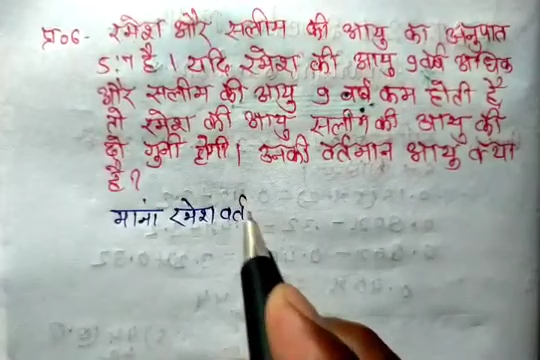 प्र०6- रमेश और सलीम की आयु का अनुपात
5:7 है । यदि रमेश की आयु 9 वर्ष अधिक
और सलीम की आयु 9 वर्ष कम होती है
तो रमेश की आयु सलीम की आयु की
दो गुनी होगी । उनकी वर्तमान आयु क्या
है ?
माना रमेश वर्त